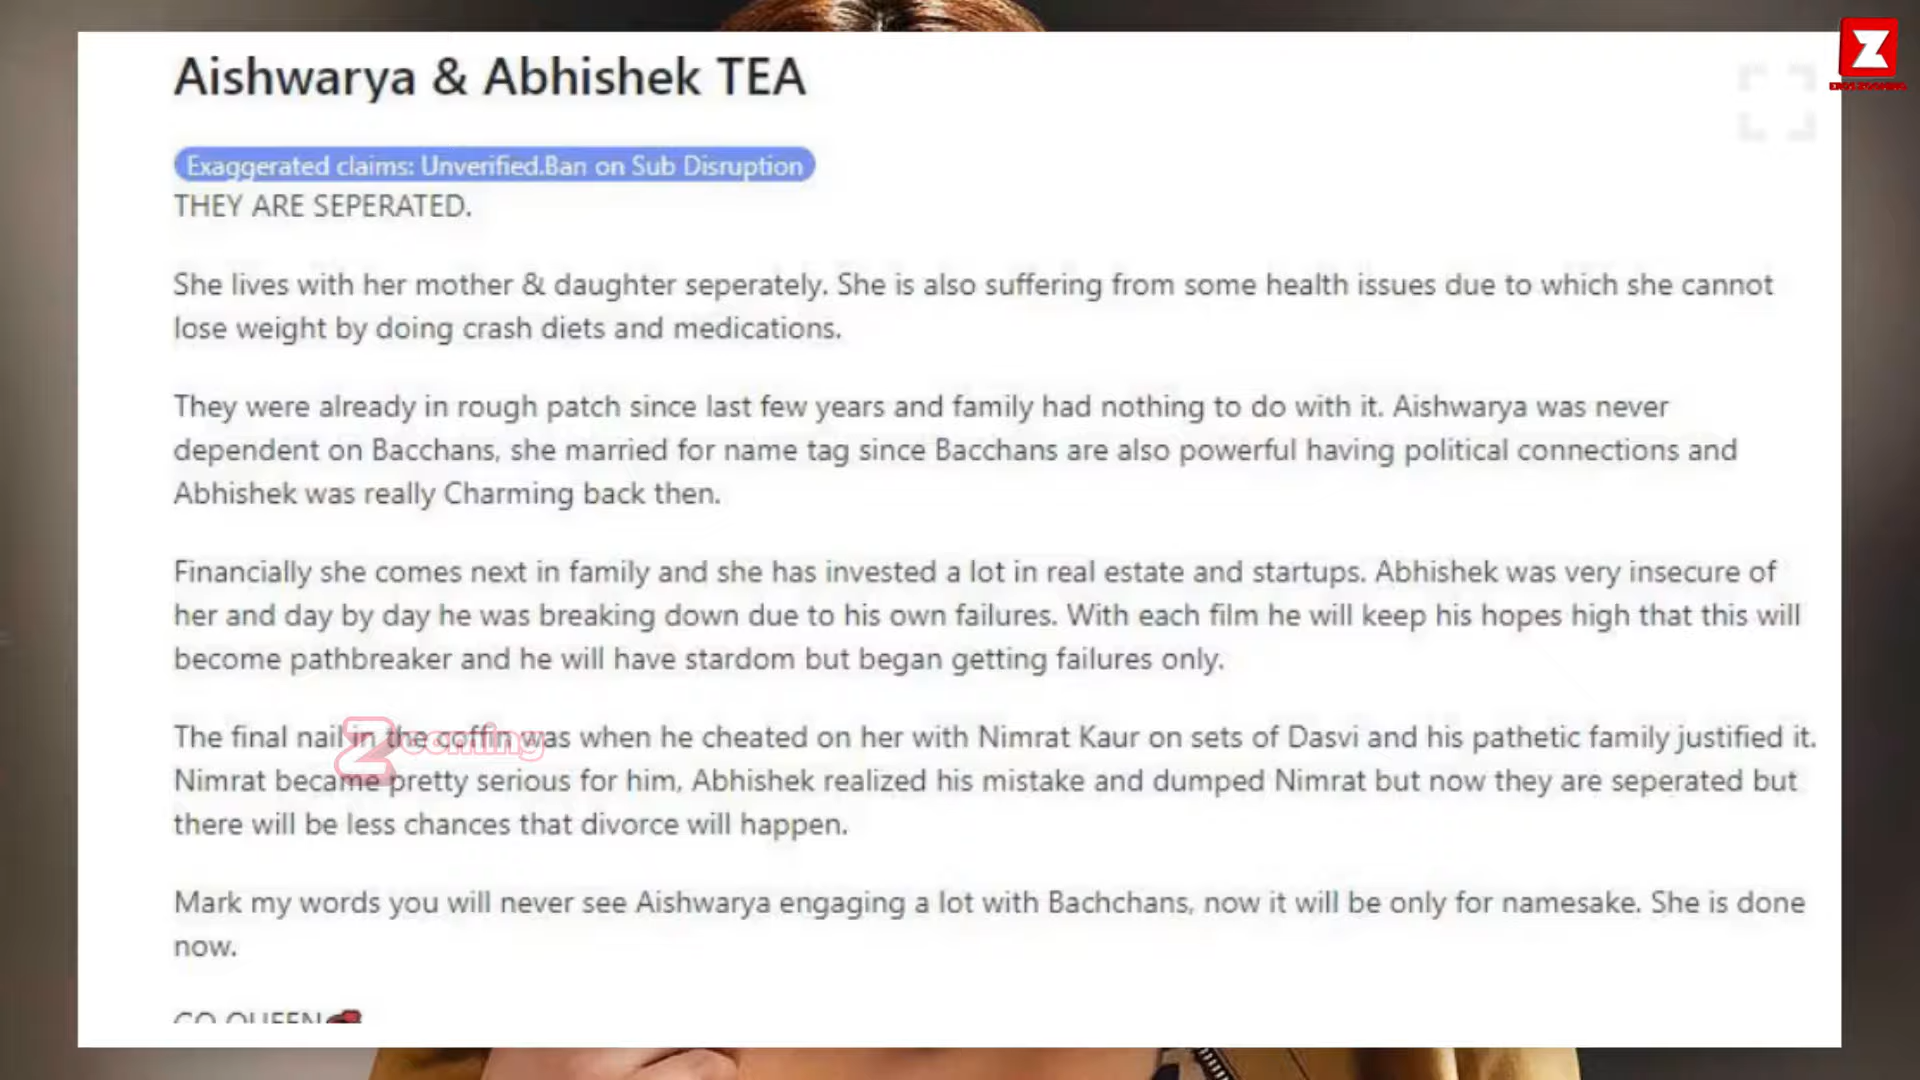 Aishwarya & Abhishek TEA
Exaggerated claims: Unverified.Ban on Sub Disruption
THEY ARE SEPERATED.
She lives with her mother & daughter seperately. She is also suffering from some health issues due to which she cannot
lose weight by doing crash diets and medications.
They were already in rough patch since last few years and family had nothing to do with it. Aishwarya was never
dependent on Bacchans, she married for name tag since Bacchans are also powerful having political connections and
Abhishek was really Charming back then.
Financially she comes next in family and she has invested a lot in real estate and startups. Abhishek was very insecure of
her and day by day he was breaking down due to his own failures. With each film he will keep his hopes high that this will
become pathbreaker and he will have stardom but began getting failures only.
The final nail in the coffin was when he cheated on her with Nimrat Kaur on sets of Dasvi and his pathetic family justified it.
Zooming
Nimrat became pretty serious for him, Abhishek realized his mistake and dumped Nimrat but now they are seperated but
there will be less chances that divorce will happen.
Mark my words you will never see Aishwarya engaging a lot with Bachchans, now it will be only for namesake. She is done
now.
GO QUEEN